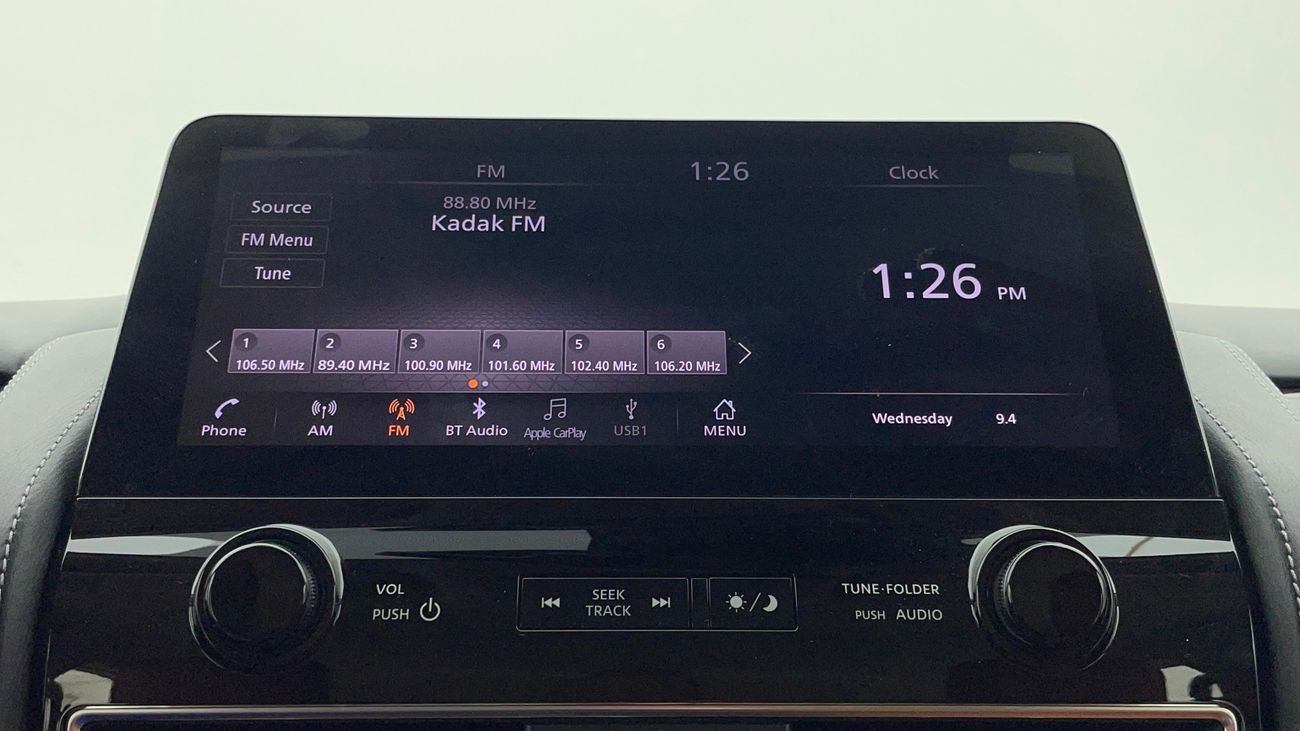 FM 1:26 Clock
Source
88.80 MHz
Kadak FM
FM Menu
Tune
1:26 PM
1 2 3 4 5 6
106.50 MHz 89.40 MHz 100.90 MHz 101.60 MHz 102.40 MHz 106.20 MHz
Phone AM FM BT Audio Apple CarPlay USB1 MENU
Wednesday 9.4
VOL
PUSH
SEEK
TRACK
TUNE·FOLDER
PUSH AUDIO